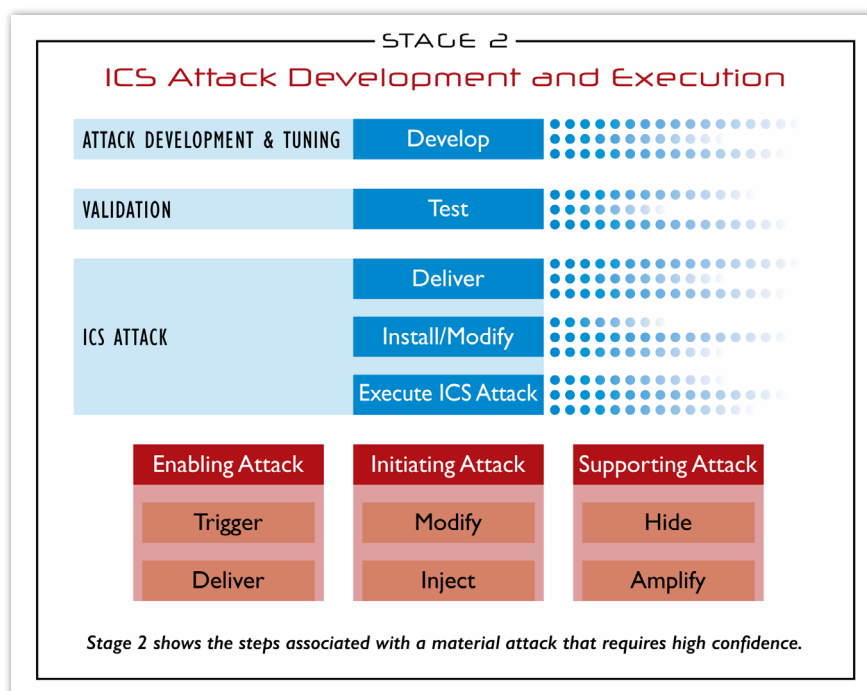 STAGE 2
ICS Attack Development and Execution
ATTACK DEVELOPMENT & TUNING
Develop
VALIDATION
Test
ICS ATTACK
Deliver
Install/Modify
Execute ICS Attack
Enabling Attack
Trigger
Deliver
Initiating Attack
Modify
Inject
Supporting Attack
Hide
Amplify
Stage 2 shows the steps associated with a material attack that requires high confidence.